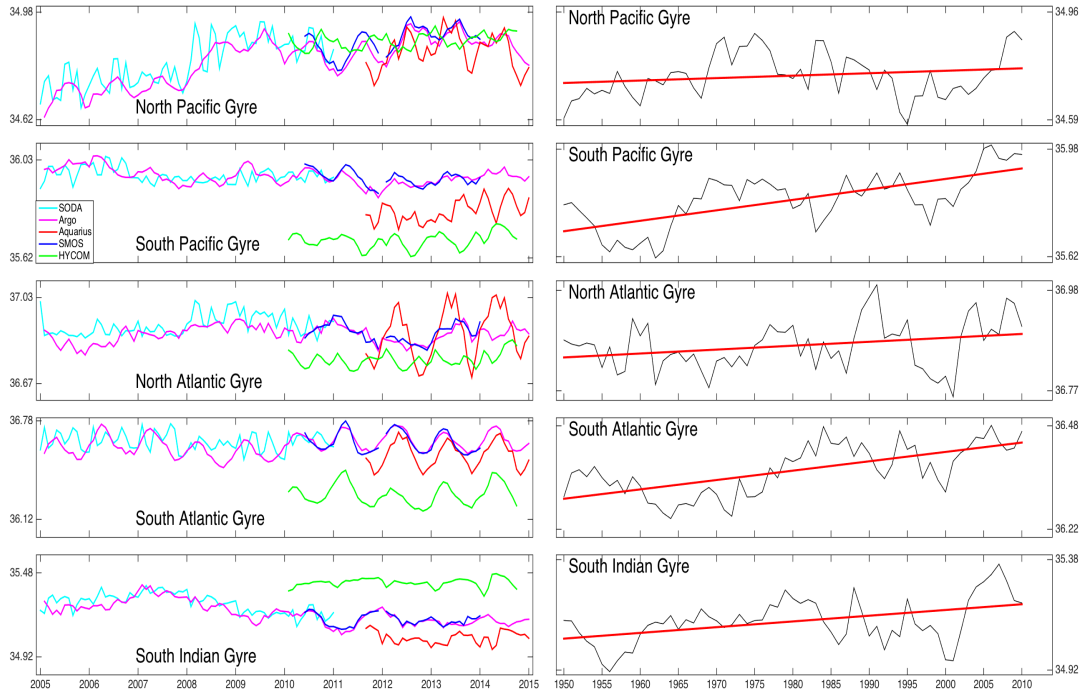 34.98
34.62
North Pacific Gyre
36.03
35.62
South Pacific Gyre
SODA
Argo
Aquarius
SMOS
HYCOM
37.03
36.67
North Atlantic Gyre
36.78
36.12
South Atlantic Gyre
35.48
34.92
South Indian Gyre
2005 2006 2007 2008 2009 2010 2011 2012 2013 2014 2015
North Pacific Gyre
34.96
34.59
South Pacific Gyre
35.98
35.62
North Atlantic Gyre
36.98
36.77
South Atlantic Gyre
36.48
36.22
South Indian Gyre
35.38
34.92
1950 1955 1960 1965 1970 1975 1980 1985 1990 1995 2000 2005 2010